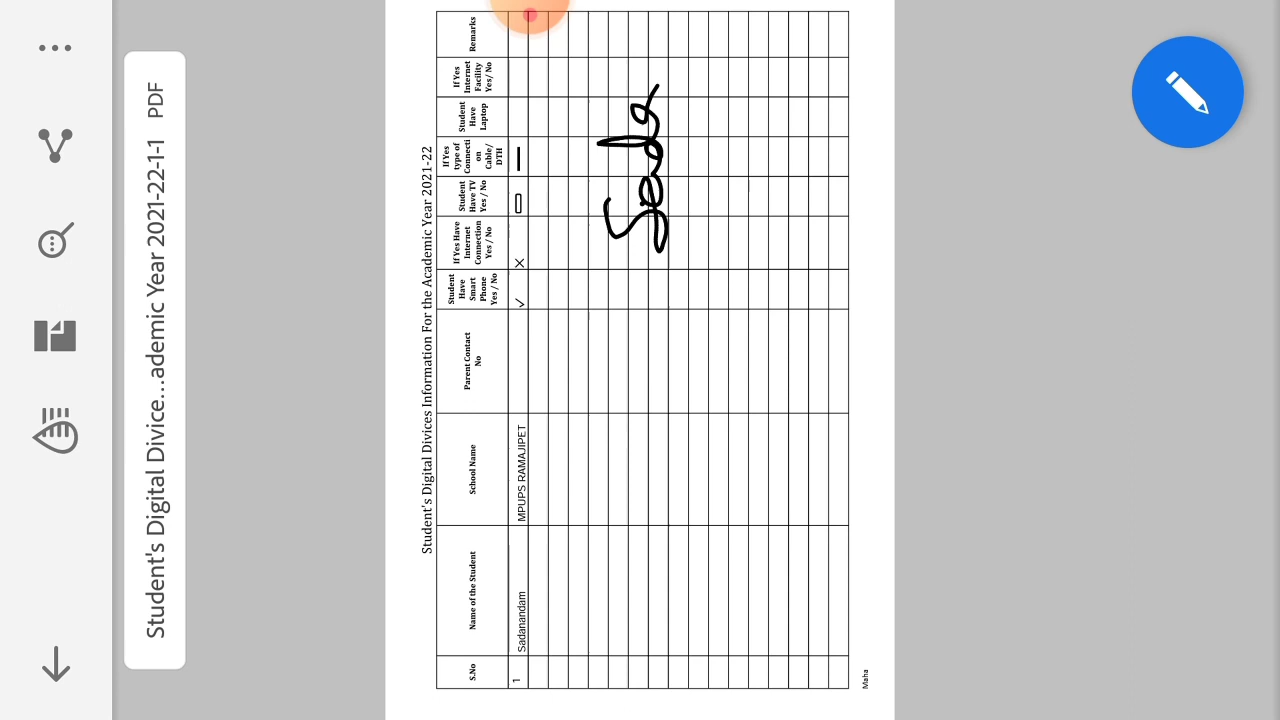 Student's Digital Divice...ademic Year 2021-22-1-1 PDF
Student's Digital Divices Information For the Academic Year 2021-22
S.No
Name of the Student
School Name
Parent Contact
No
Student
Have
Smart
Phone
Yes / No
If Yes Have
Internet
Connection
Yes / No
Student
Have TV
Yes / No
If Yes
type of
Connecti
on
Cable/
DTH
Student
Have
Laptop
If Yes
Internet
Facility
Yes/ No
Remarks
1 Sadanandam MPUPS RAMAJIPET ✓ X
Sada
Maha